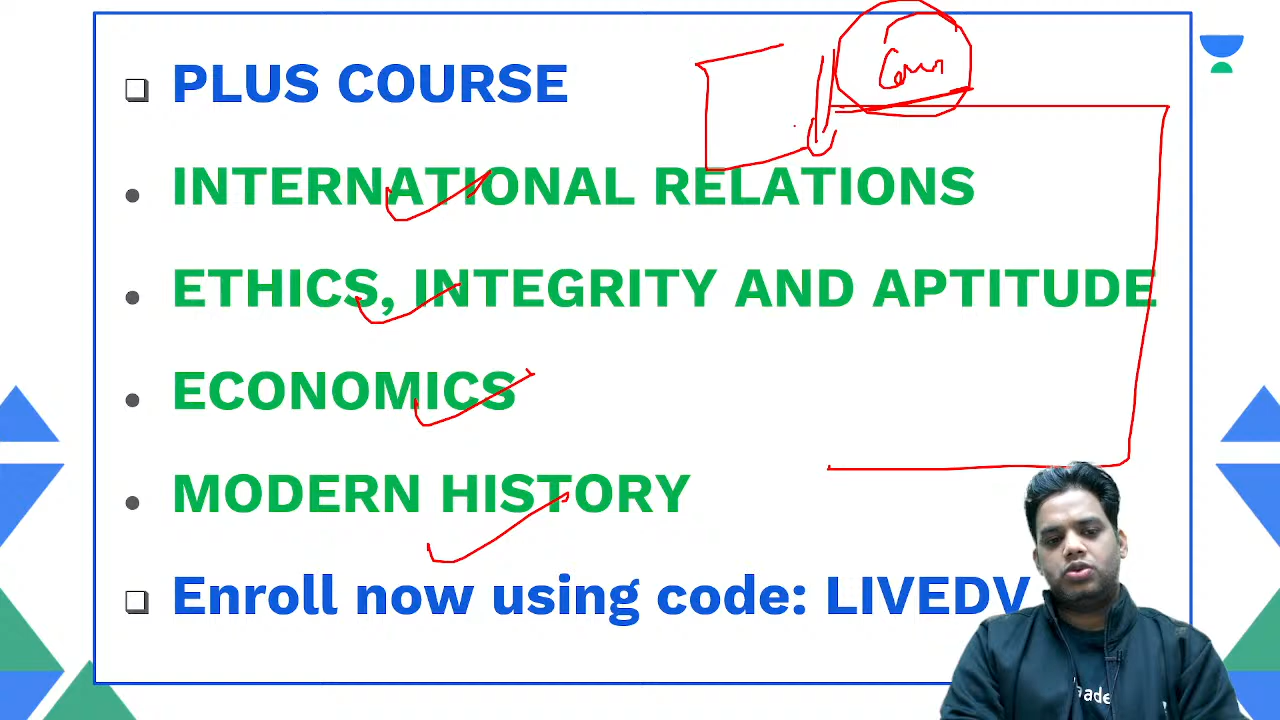 PLUS COURSE
INTERNATIONAL RELATIONS
ETHICS, INTEGRITY AND APTITUDE
ECONOMICS
MODERN HISTORY
Enroll now using code: LIVEDV